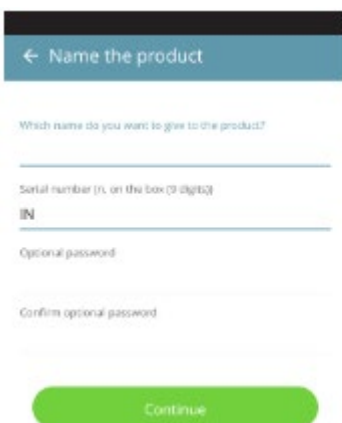 ← Name the product
Which name do you want to give to the product?
Serial number (n. on the box (9 digits)
IN
Optional password
Confirm optional password
Continue